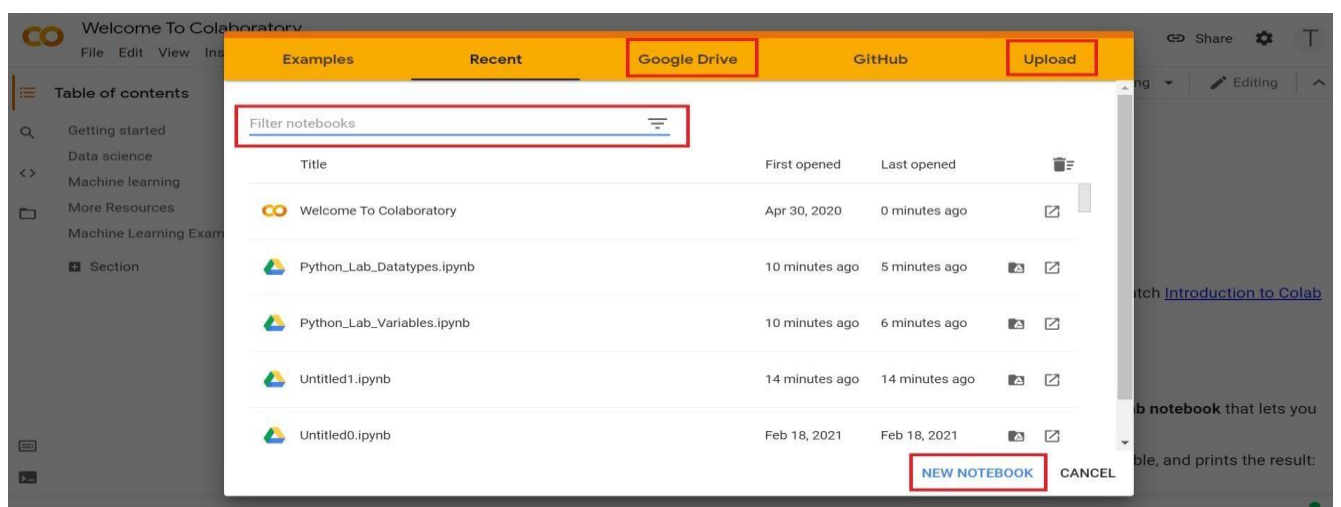 Welcome To Colaboratory
File Edit View Ins
Share
T
Examples Recent Google Drive GitHub Upload
Editing
Table of contents
Getting started
Data science
Machine learning
More Resources
Machine Learning Exam
Section
Filter notebooks
Title First opened Last opened
Welcome To Colaboratory Apr 30, 2020 0 minutes ago
Python_Lab_Datatypes.ipynb 10 minutes ago 5 minutes ago
Python_Lab_Variables.ipynb 10 minutes ago 6 minutes ago
Untitled1.ipynb 14 minutes ago 14 minutes ago
Untitled0.ipynb Feb 18, 2021 Feb 18, 2021
NEW NOTEBOOK CANCEL
Introduction to Colab
notebook that lets you
ble, and prints the result: